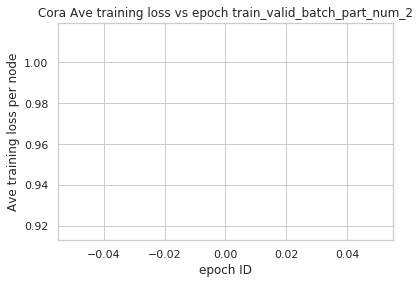 Cora Ave training loss vs epoch train_valid_batch_part_num_2
Ave training loss per node
1.00
0.98
0.96
0.94
0.92
−0.04 −0.02 0.00 0.02 0.04
epoch ID